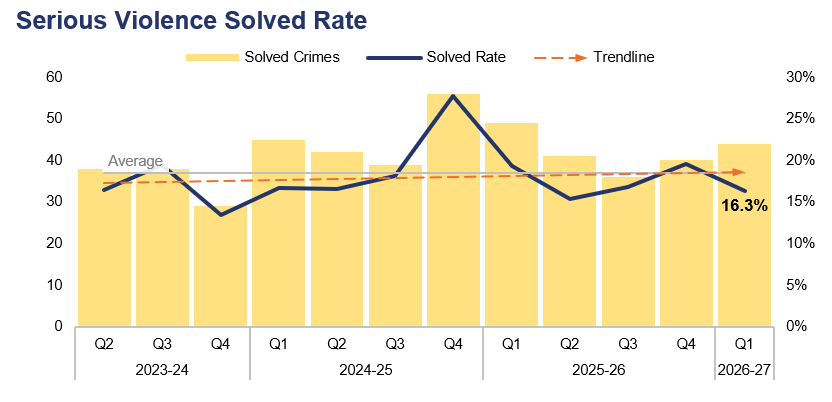 Serious Violence Solved Rate
Solved Crimes Solved Rate Trendline
60 30%
50 25%
40 20%
30 15%
20 10%
10 5%
0 0%
Average
16.3%
Q2 Q3 Q4 Q1 Q2 Q3 Q4 Q1 Q2 Q3 Q4 Q1
2023-24 2024-25 2025-26 2026-27